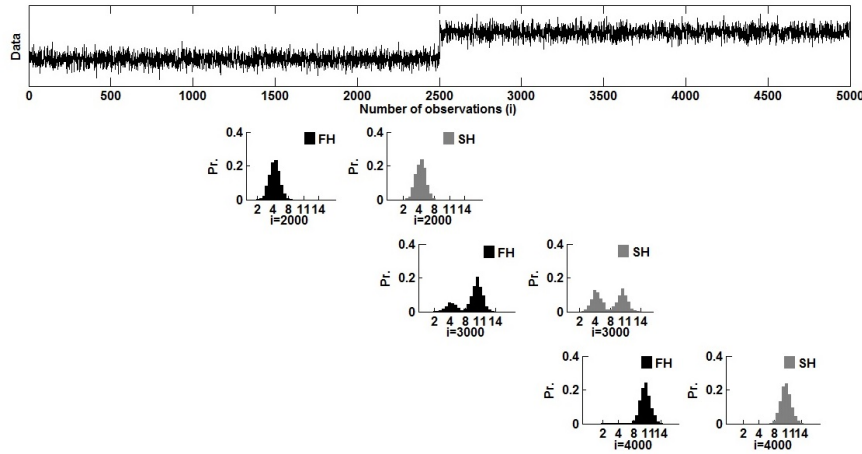 Data
0 500 1000 1500 2000 2500 3000 3500 4000 4500 5000
Number of observations (i)
0.4 FH 0.4 SH
Pr. 0.2 Pr. 0.2
0 0
2 4 8 11 14 2 4 8 11 14
i=2000 i=2000
0.4 FH 0.4 SH
Pr. 0.2 Pr. 0.2
0 0
2 4 8 11 14 2 4 8 11 14
i=3000 i=3000
0.4 FH 0.4 SH
Pr. 0.2 Pr. 0.2
0 0
2 4 8 11 14 2 4 8 11 14
i=4000 i=4000